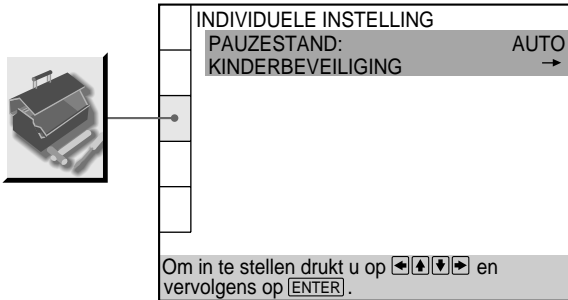 INDIVIDUELE INSTELLING
PAUZESTAND: AUTO
KINDERBEVEILIGING →
Om in te stellen drukt u op ←↑↓→ en
vervolgens op ENTER.